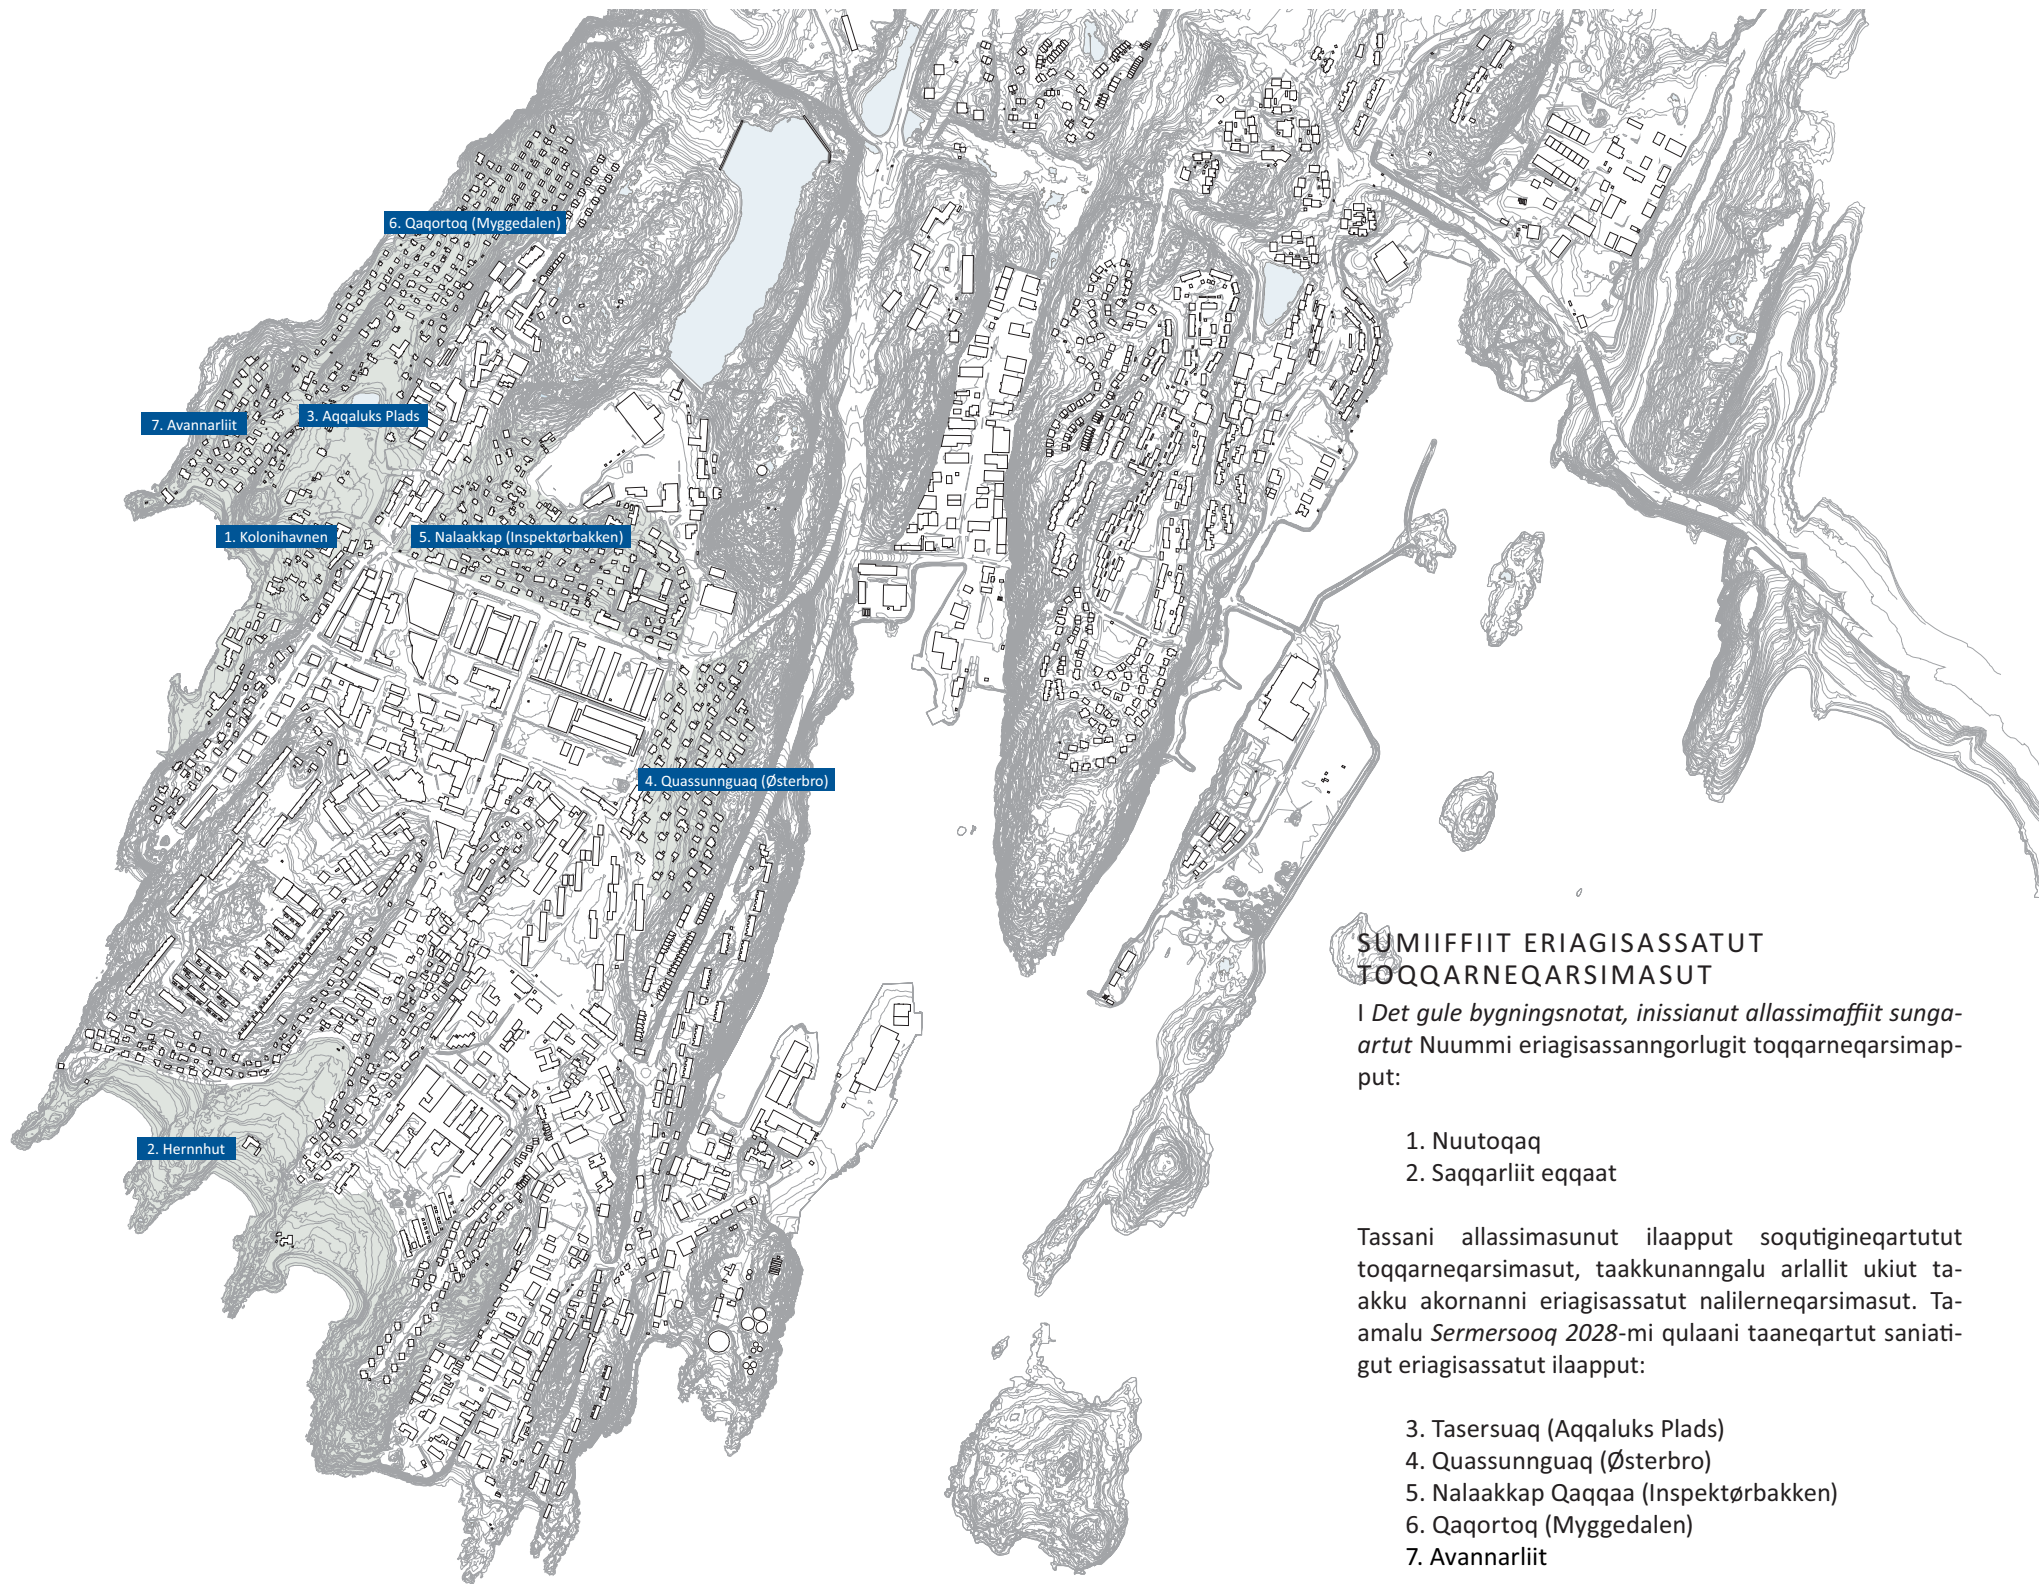 6. Qaqortoq (Myggedalen)
3. Aqqaluks Plads
7. Avannarliit
1. Kolonihavnen
5. Nalaakkap (Inspektørbakken)
4. Quassunnguaq (Østerbro)
2. Hernnhut
SUMIIFFIIT ERIAGISASSATUT
TOQQARNEQARSIMASUT
I Det gule bygningsnotat, inissianut allassimaffiit sunga-
artut Nuummi eriagisassanngorlugit toqqarneqarsimap-
put:
1. Nuutoqaq
2. Saqqarliit eqqaat
Tassani allassimasunut ilaapput soqutigineqartutut
toqqarneqarsimasut, taakkunanngalu arlallit ukiut ta-
akku akornanni eriagisassatut nalilerneqarsimasut. Ta-
amalu Sermersooq 2028-mi qulaani taaneqartut saniati-
gut eriagisassatut ilaapput:
3. Tasersuaq (Aqqaluks Plads)
4. Quassunnguaq (Østerbro)
5. Nalaakkap Qaqqaa (Inspektørbakken)
6. Qaqortoq (Myggedalen)
7. Avannarliit